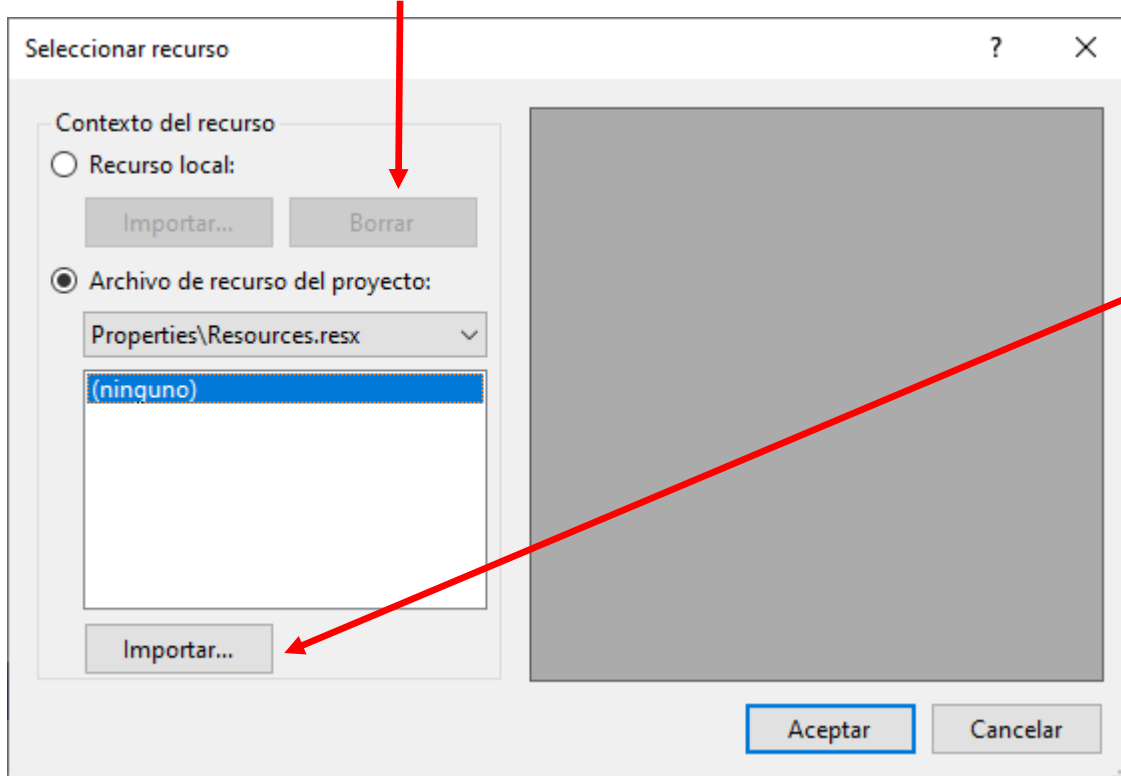 Seleccionar recurso
?
Contexto del recurso
Recurso local:
Importar... Borrar
Archivo de recurso del proyecto:
Properties\Resources.resx
(ninguno)
Importar...
Aceptar Cancelar